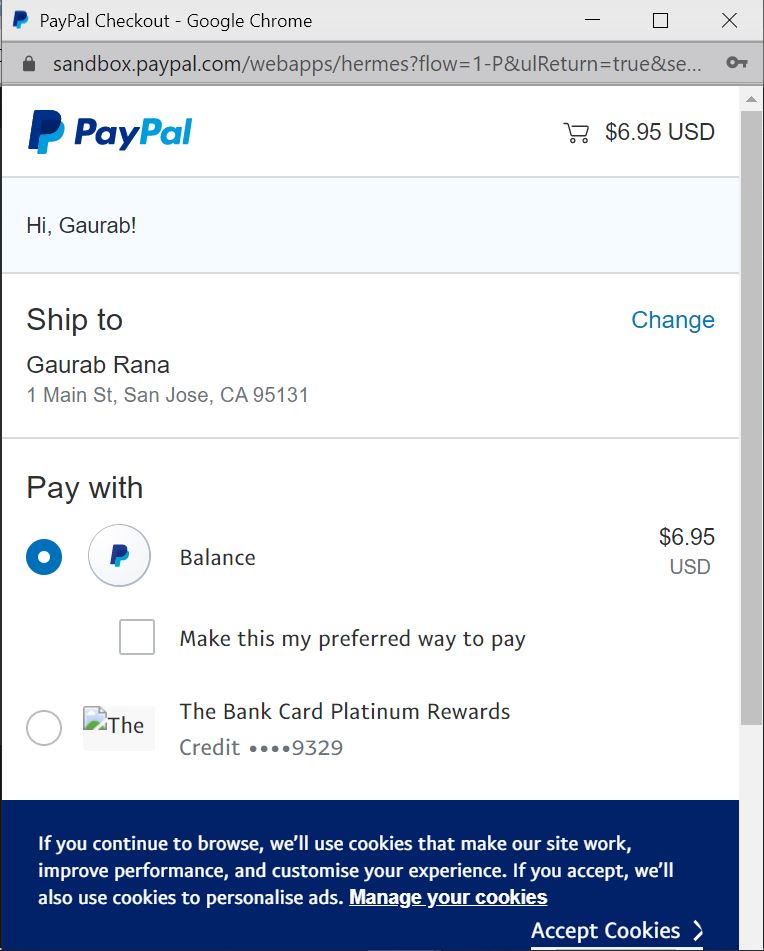 PayPal Checkout - Google Chrome
sandbox.paypal.com/webapps/hermes?flow=1-P&ulReturn=true&se...
PayPal
$6.95 USD
Hi, Gaurab!
Ship to
Change
Gaurab Rana
1 Main St, San Jose, CA 95131
Pay with
$6.95
Balance
USD
Make this my preferred way to pay
The Bank Card Platinum Rewards
The
Credit ••••9329
If you continue to browse, we’ll use cookies that make our site work,
improve performance, and customise your experience. If you accept, we’ll
also use cookies to personalise ads. Manage your cookies
Accept Cookies